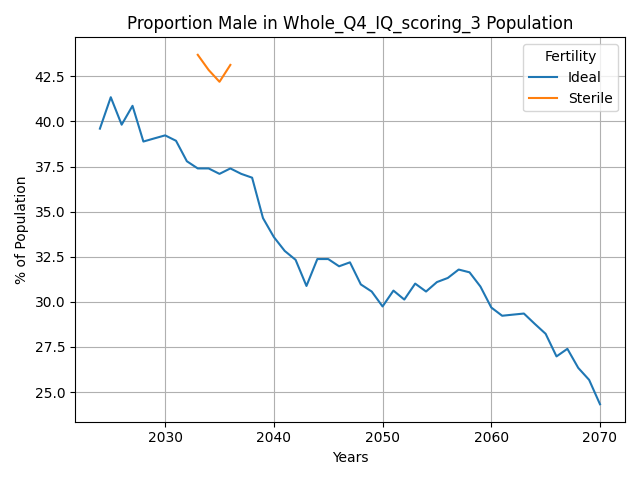 Proportion Male in Whole_Q4_IQ_scoring_3 Population
% of Population
42.5
40.0
37.5
35.0
32.5
30.0
27.5
25.0
Fertility
Ideal
Sterile
2030 2040 2050 2060 2070
Years